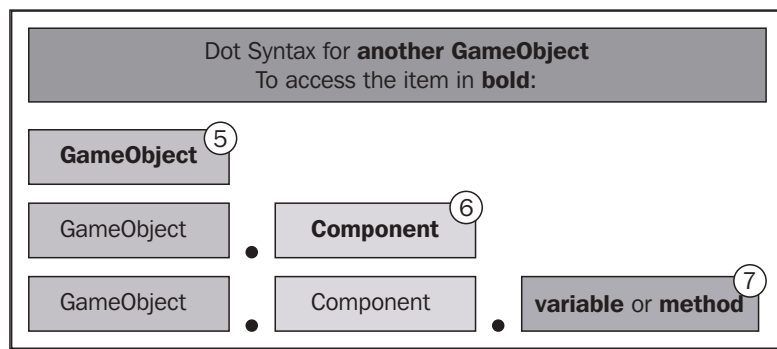 Dot Syntax for another GameObject
To access the item in bold:
GameObject 5
GameObject . Component 6
GameObject . Component . variable or method 7